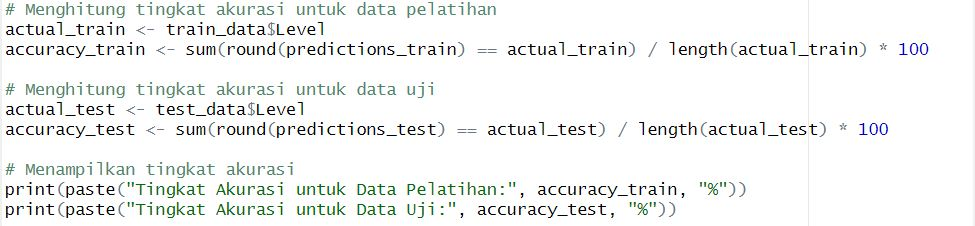 # Menghitung tingkat akurasi untuk data pelatihan
actual_train <- train_data$Level
accuracy_train <- sum(round(predictions_train) == actual_train) / length(actual_train) * 100
# Menghitung tingkat akurasi untuk data uji
actual_test <- test_data$Level
accuracy_test <- sum(round(predictions_test) == actual_test) / length(actual_test) * 100
# Menampilkan tingkat akurasi
print(paste("Tingkat Akurasi untuk Data Pelatihan:", accuracy_train, "%"))
print(paste("Tingkat Akurasi untuk Data Uji:", accuracy_test, "%"))